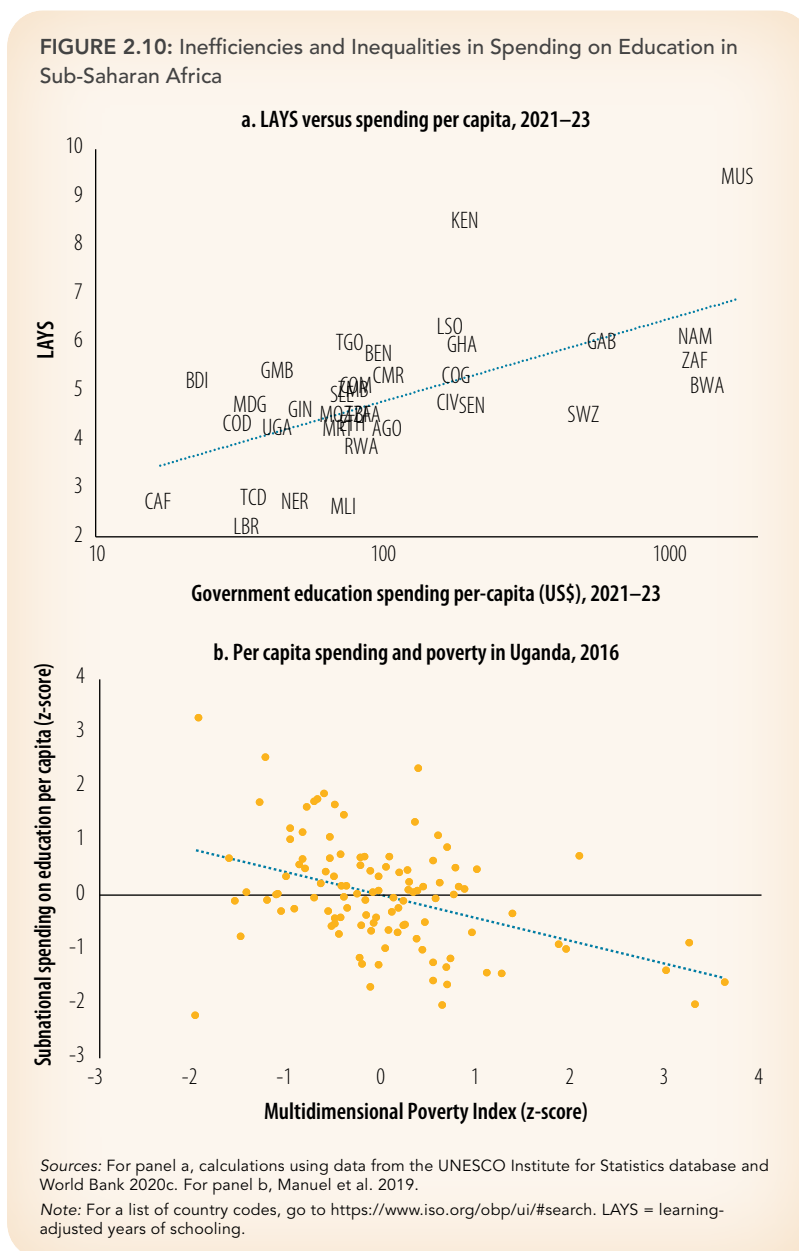 FIGURE 2.10: Inefficiencies and Inequalities in Spending on Education in
Sub-Saharan Africa
a. LAYS versus spending per capita, 2021–23
10
9
8
7
6
5
4
3
2
LAYS
MUS
KEN
LSO
TGO
GHA
GAB
NAM
BEN
ZAF
BDI
GMB
CMR
COG
BWA
COM
MDG
GIN
CIV
SEN
SWZ
COD
UGA
MRT
AGO
RWA
CAF
TCD
NER
MLI
LBR
10 100 1000
Government education spending per-capita (US$), 2021–23
b. Per capita spending and poverty in Uganda, 2016
4
3
2
1
0
-1
-2
-3
Subnational spending on education per capita (z-score)
-3 -2 -1 0 1 2 3 4
Multidimensional Poverty Index (z-score)
Sources: For panel a, calculations using data from the UNESCO Institute for Statistics database and
World Bank 2020c. For panel b, Manuel et al. 2019.
Note: For a list of country codes, go to https://www.iso.org/obp/ui/#search. LAYS = learning-
adjusted years of schooling.